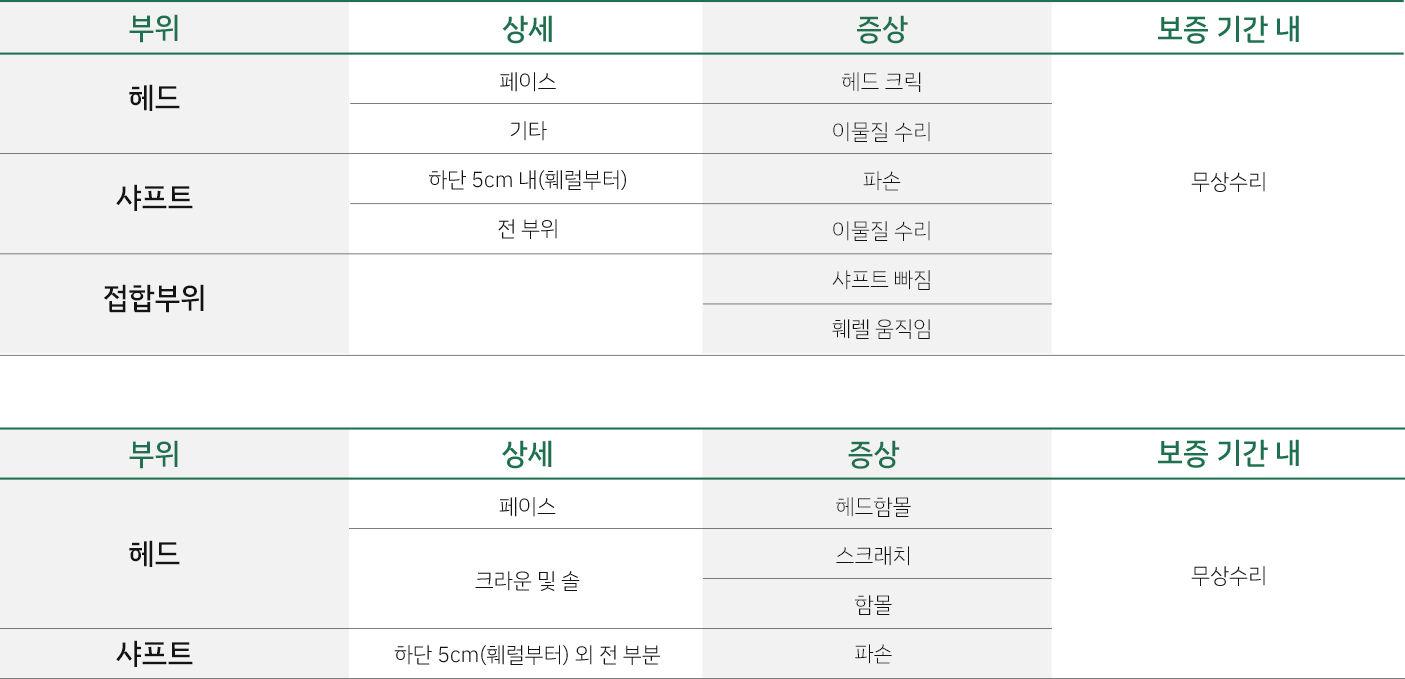 부위 상세 증상 보증 기간 내
헤드 페이스 헤드 크릭 무상수리
기타 이물질 수리
샤프트 하단 5cm 내(훼럴부터) 파손
전 부위 이물질 수리
접합부위 샤프트 빠짐
훼렐 움직임
부위 상세 증상 보증 기간 내
헤드 페이스 헤드함몰 무상수리
크라운 및 솔 스크래치
함몰
샤프트 하단 5cm(훼럴부터) 외 전 부분 파손